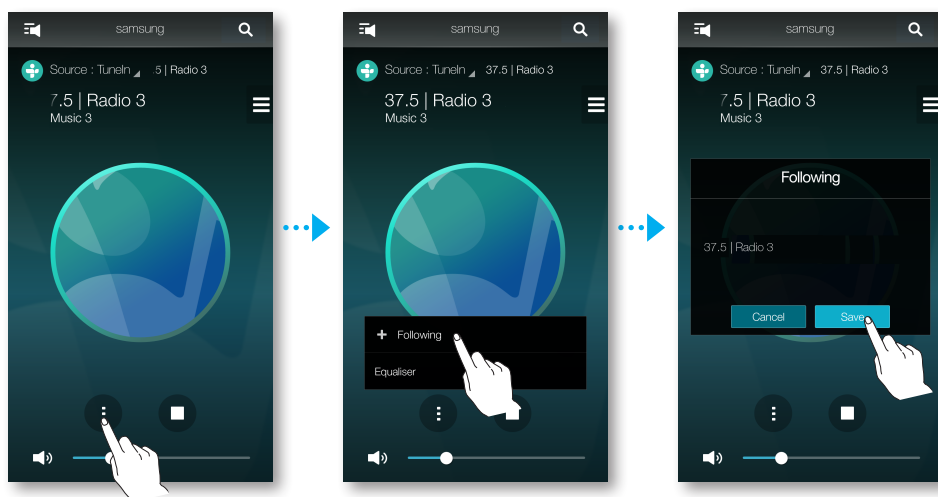 samsung
Source : TuneIn .5 | Radio 3
7.5 | Radio 3
Music 3
samsung
Source : TuneIn 37.5 | Radio 3
37.5 | Radio 3
Music 3
+ Following
Equaliser
samsung
Source : TuneIn 37.5 | Radio 3
7.5 | Radio 3
Music 3
Following
37.5 | Radio 3
Cancel Save